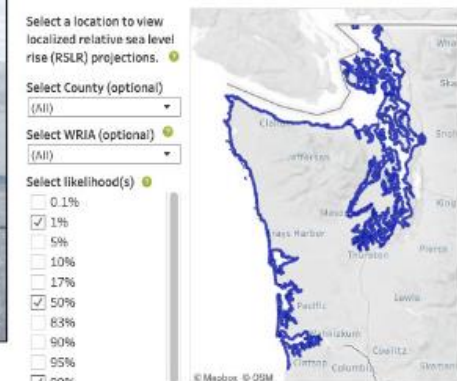 Select a location to view
localized relative sea level
rise (RSLR) projections.
Select County (optional)
(All)
Select WRIA (optional)
(All)
Select likelihood(s)
0.1%
1%
5%
10%
17%
50%
83%
90%
95%
99%
Clallam
Jefferson
Mason
Grays Harbor
Thurston
King
Pierce
Pacific
Lewis
Wahkiakum
Cowlitz
Clatsop
Columbia
Skamania
© Mapbox © OSM